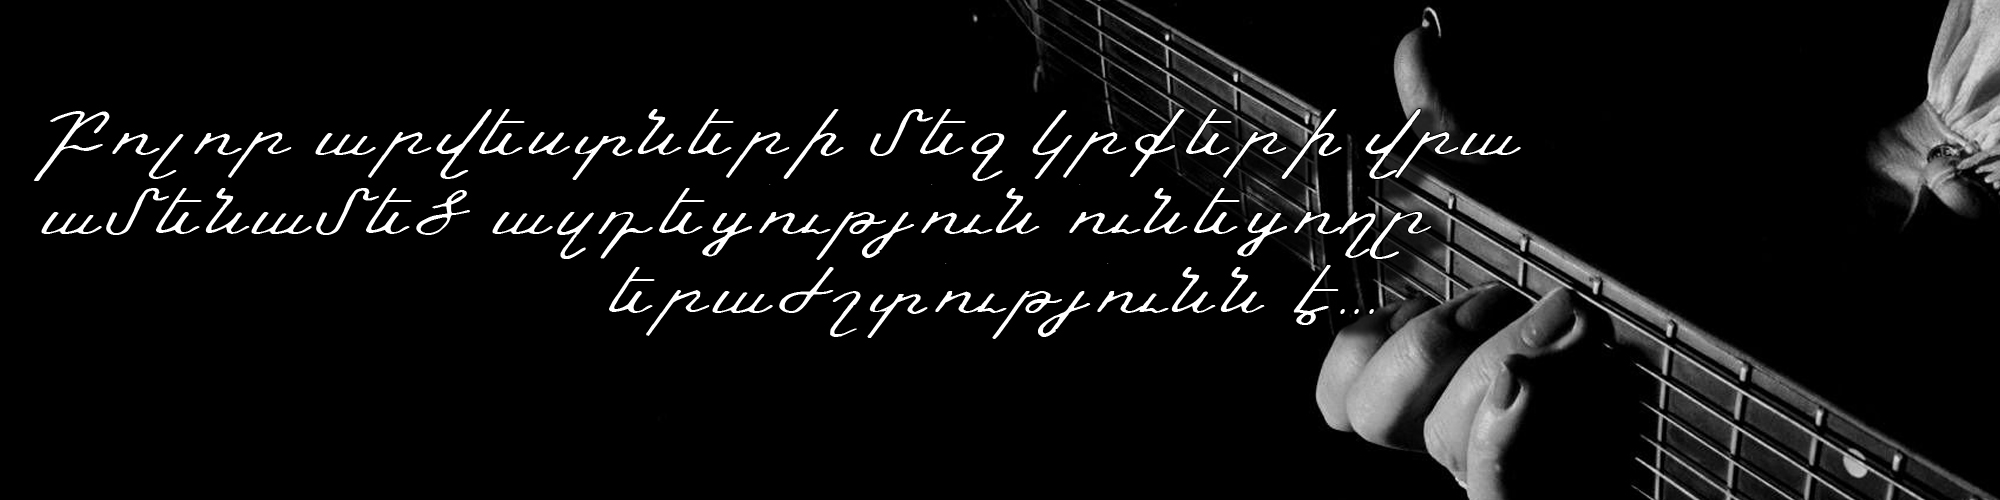 Բոլոր արվեստների մեջ կրքերի վրա
ամենամեծ ազդեցություն ունեցողը
երաժշտությունն է...